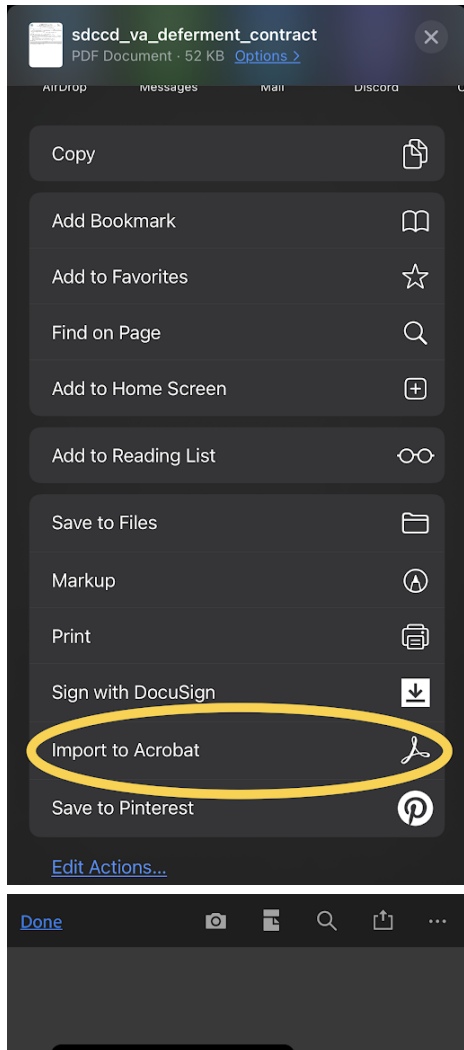 sdccd_va_deferment_contract
PDF Document · 52 KB Options >
AirDrop Messages Mail Discord
Copy
Add Bookmark
Add to Favorites
Find on Page
Add to Home Screen
Add to Reading List
Save to Files
Markup
Print
Sign with DocuSign
Import to Acrobat
Save to Pinterest
Edit Actions...
Done